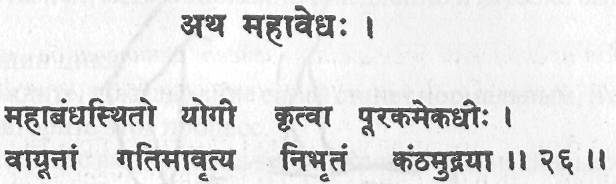 अथ महावेधः ।
महाबंधस्थितो योगी कृत्वा पूरकमेकधीः ।
वायूनां गतिमावृत्य निभृतं कंठमुद्रया ॥ २६ ॥